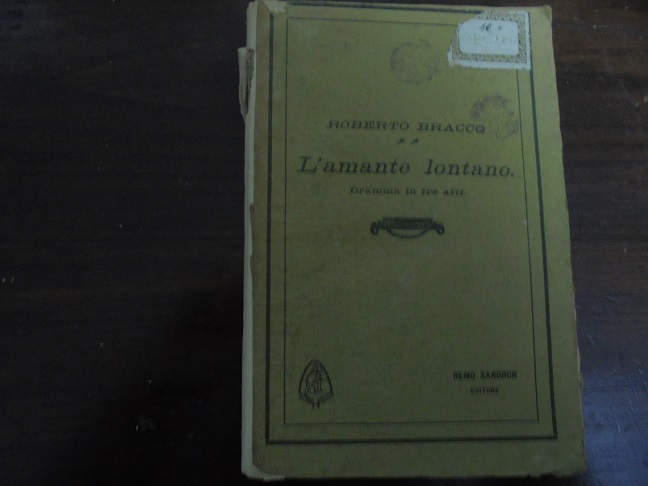 ROBERTO BRACCO
L'amante lontano.
Dramma in tre atti.
REMO SANDRON
EDITORE